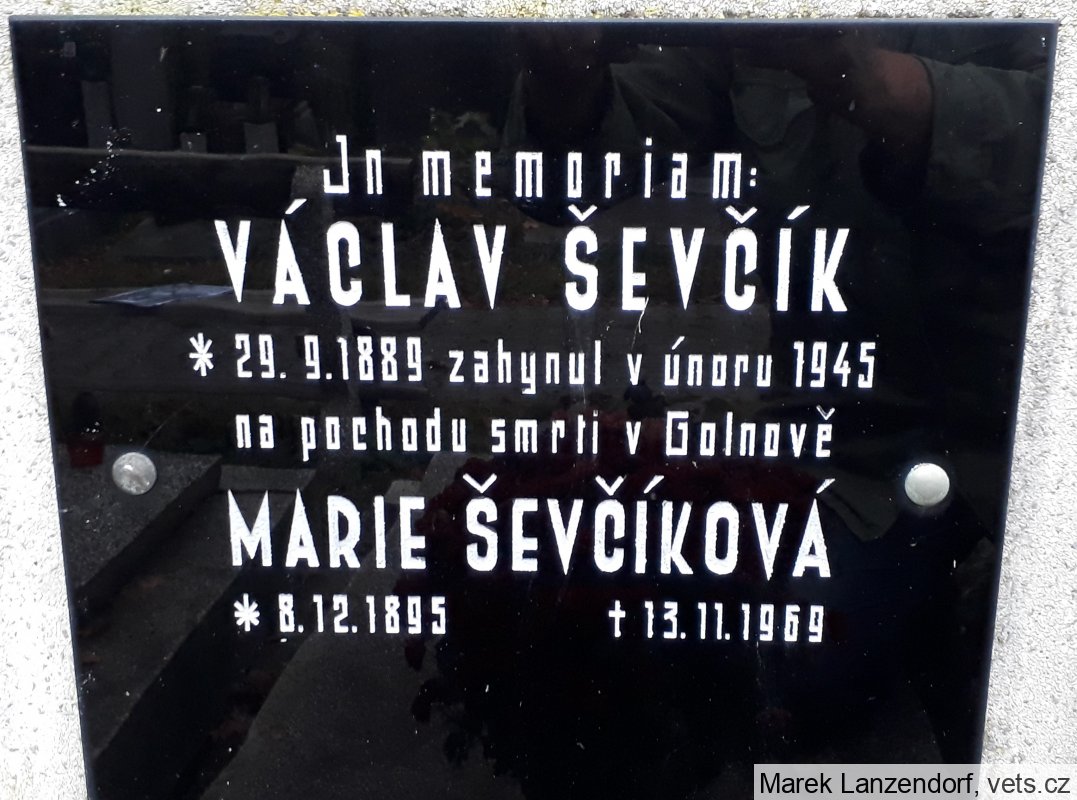 In memoriam:
VÁCLAV ŠEVČÍK
* 29. 9. 1889 zahynul v únoru 1945
na pochodu smrti v Golnově
MARIE ŠEVČÍKOVÁ
* 8. 12. 1895 † 13. 11. 1969
Marek Lanzendorf, vets.cz